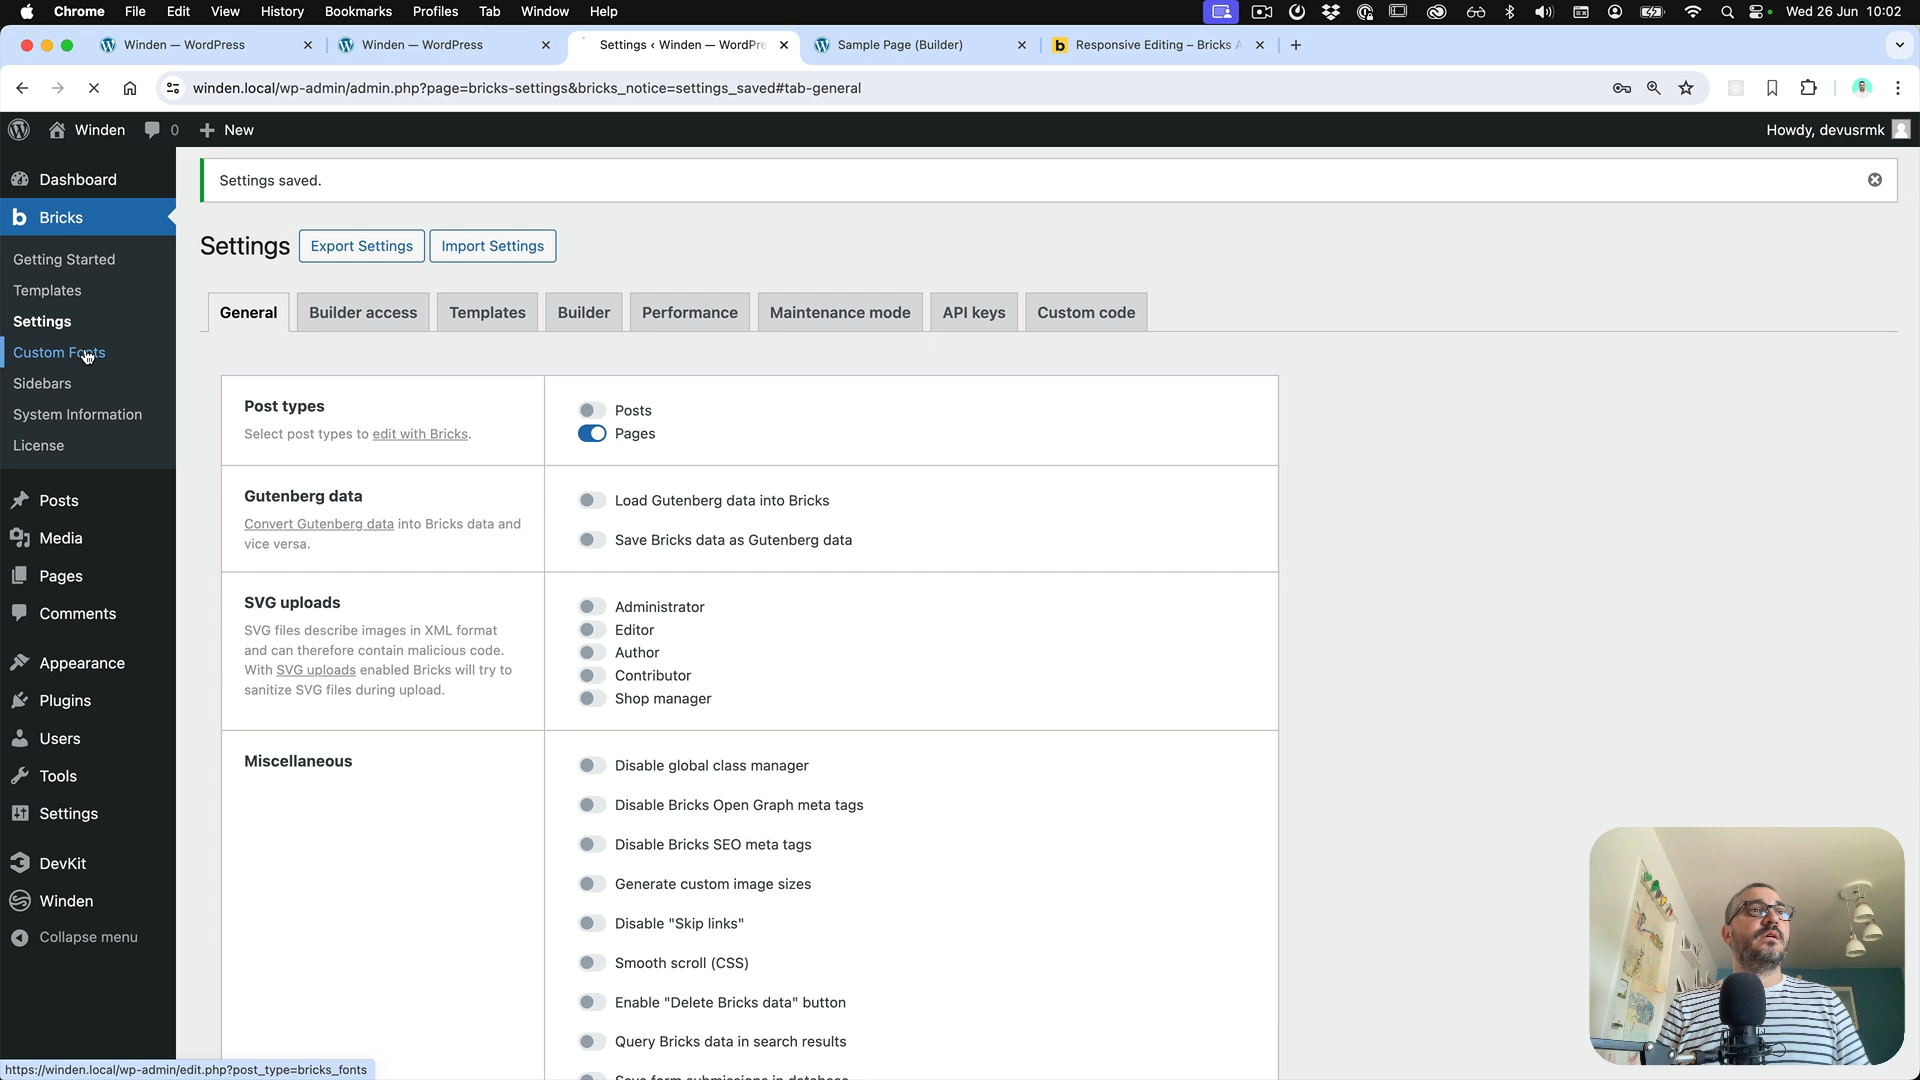 Chrome File Edit View History Bookmarks Profiles Tab Window Help
Wed 26 Jun 10:02
Winden — WordPress
Winden — WordPress
Settings ‹ Winden — WordPre
Sample Page (Builder)
Responsive Editing – Bricks A
winden.local/wp-admin/admin.php?page=bricks-settings&bricks_notice=settings_saved#tab-general
Winden
0
New
Howdy, devusrmk
Dashboard
Bricks
Getting Started
Templates
Settings
Custom Fonts
Sidebars
System Information
License
Posts
Media
Pages
Comments
Appearance
Plugins
Users
Tools
Settings
DevKit
Winden
Collapse menu
Settings saved.
Settings
Export Settings
Import Settings
General
Builder access
Templates
Builder
Performance
Maintenance mode
API keys
Custom code
Post types
Select post types to edit with Bricks.
Posts
Pages
Gutenberg data
Convert Gutenberg data into Bricks data and
vice versa.
Load Gutenberg data into Bricks
Save Bricks data as Gutenberg data
SVG uploads
SVG files describe images in XML format
and can therefore contain malicious code.
With SVG uploads enabled Bricks will try to
sanitize SVG files during upload.
Administrator
Editor
Author
Contributor
Shop manager
Miscellaneous
Disable global class manager
Disable Bricks Open Graph meta tags
Disable Bricks SEO meta tags
Generate custom image sizes
Disable "Skip links"
Smooth scroll (CSS)
Enable "Delete Bricks data" button
Query Bricks data in search results
Save form submissions in database
https://winden.local/wp-admin/edit.php?post_type=bricks_fonts